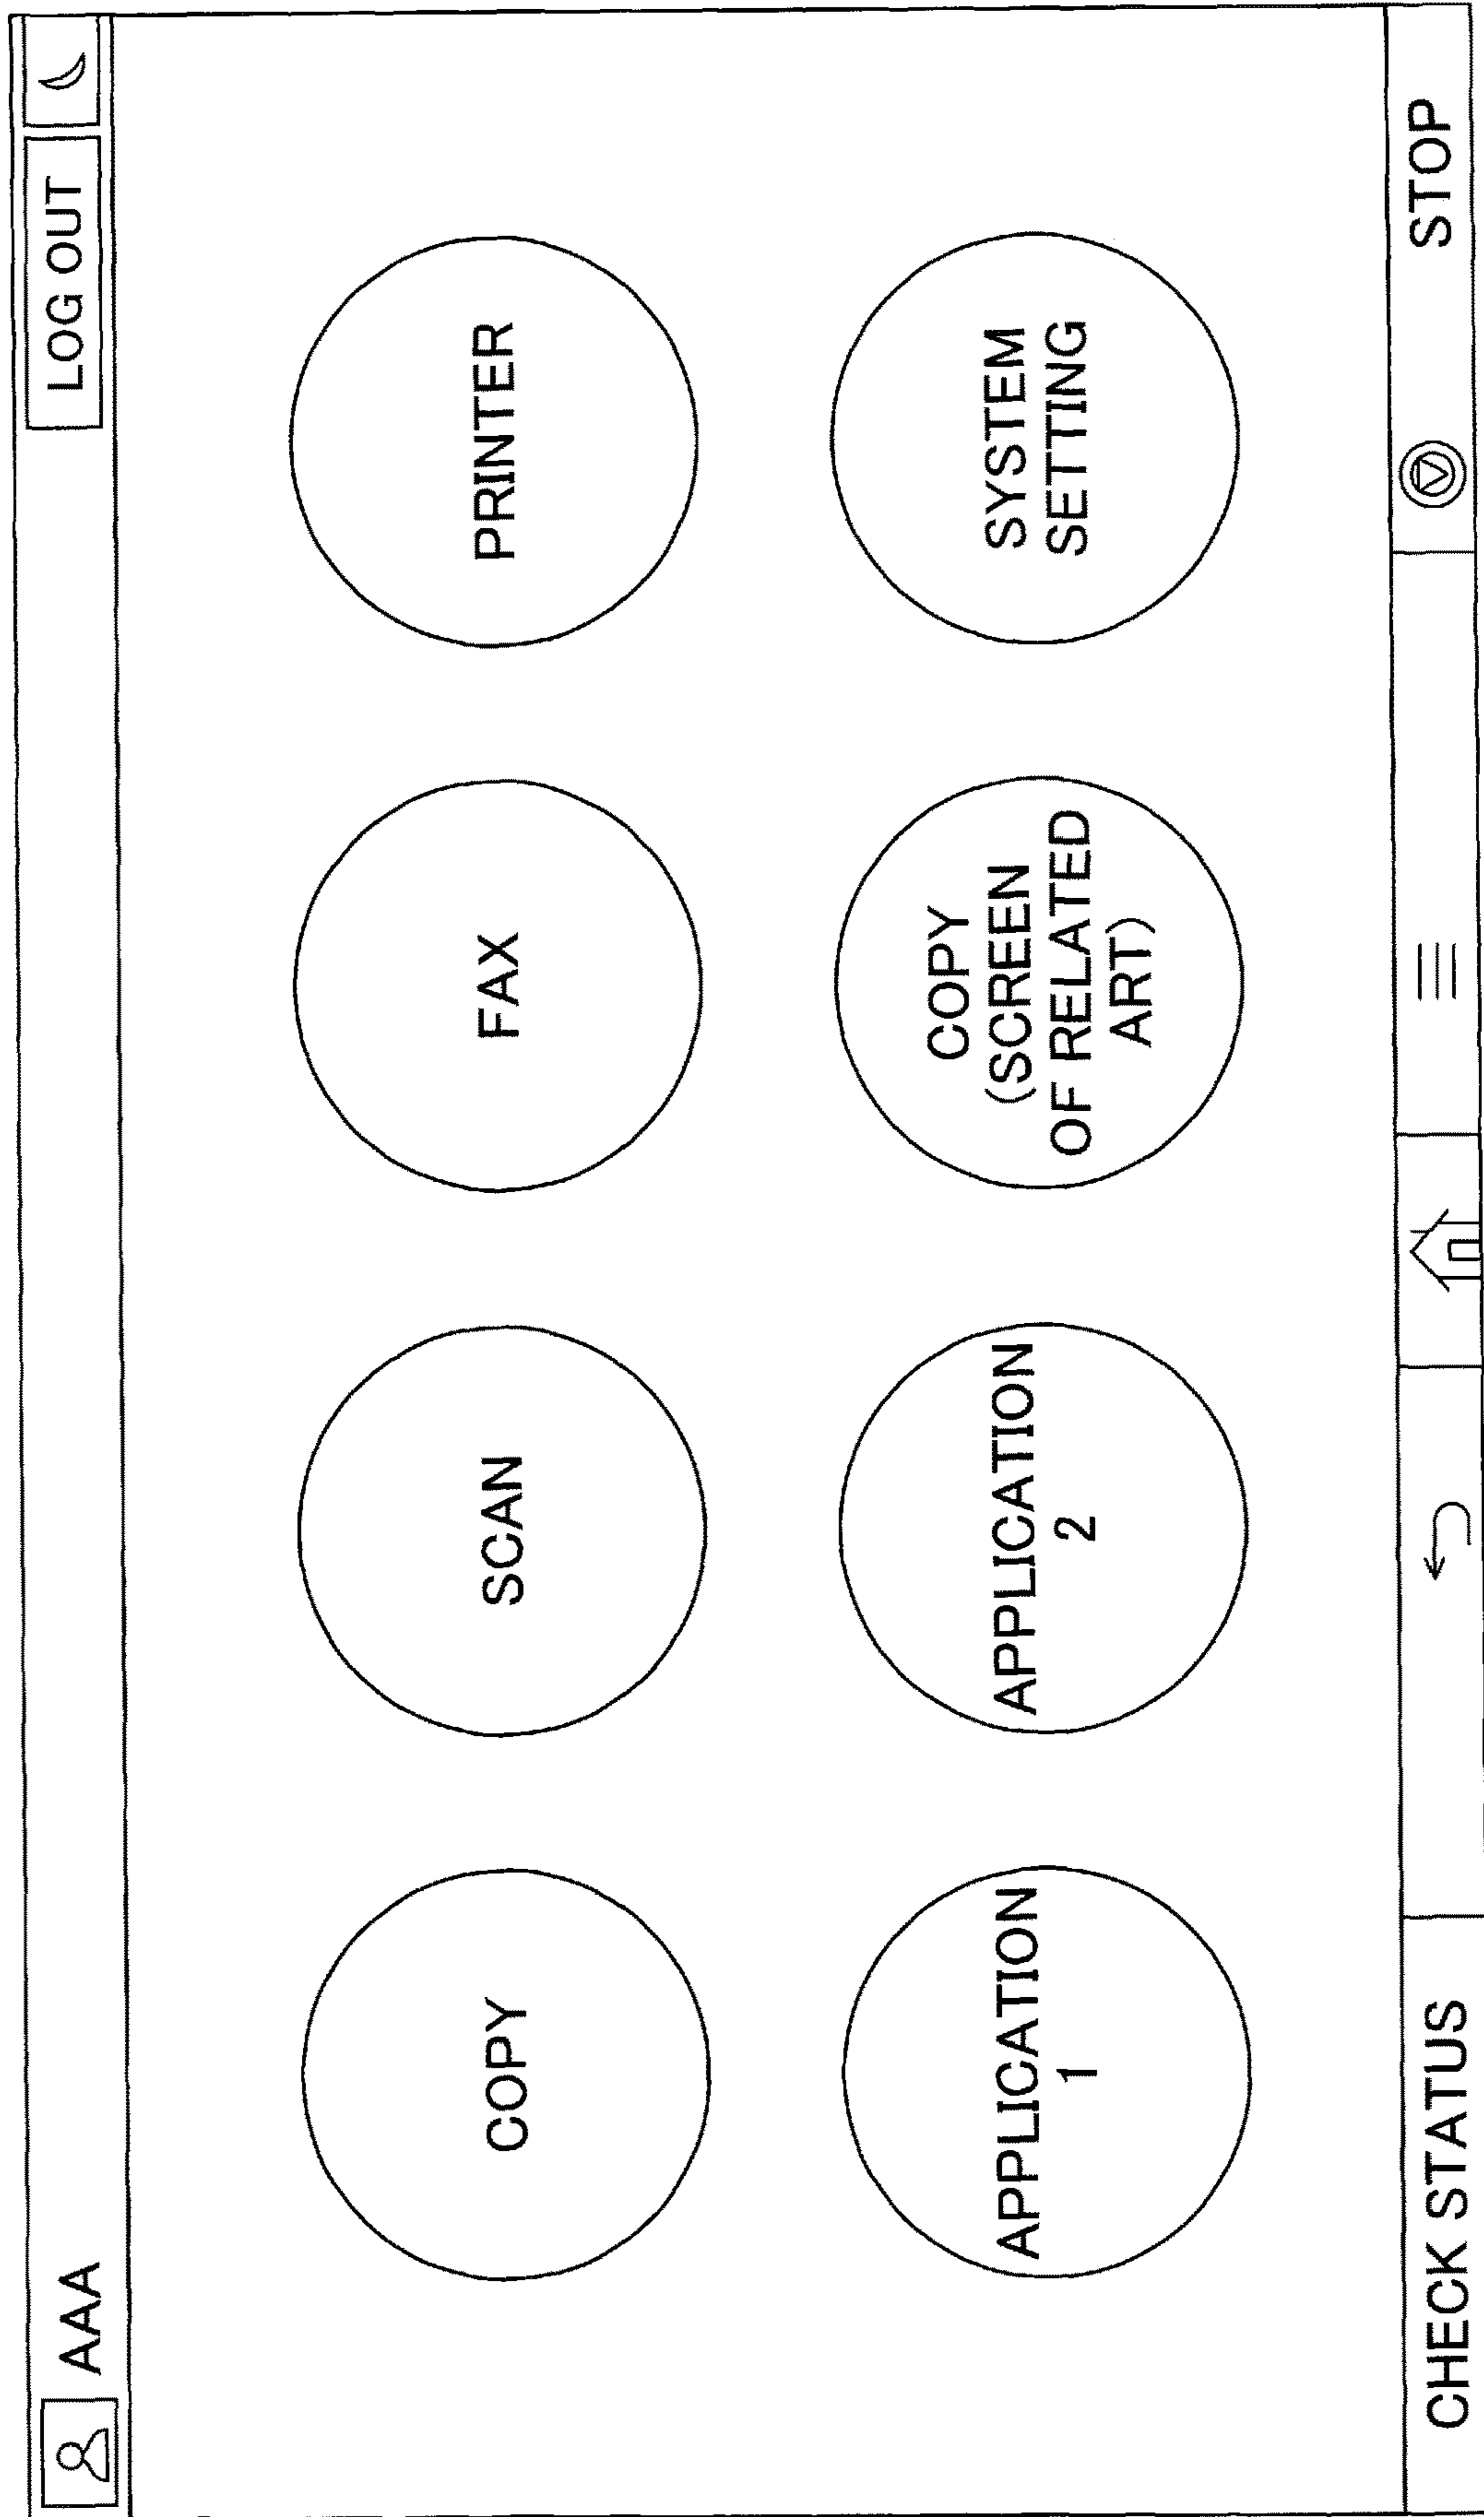 AAA
LOG OUT
COPY
SCAN
FAX
PRINTER
APPLICATION
1
APPLICATION
2
COPY
(SCREEN
OF RELATED
ART)
SYSTEM
SETTING
CHECK STATUS
STOP